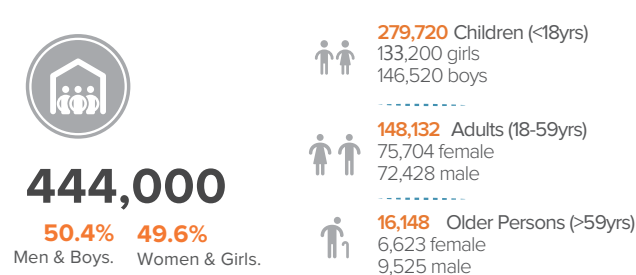 444,000
50.4% 49.6%
Men & Boys. Women & Girls.
279,720 Children (<18yrs)
133,200 girls
146,520 boys
148,132 Adults (18-59yrs)
75,704 female
72,428 male
16,148 Older Persons (>59yrs)
6,623 female
9,525 male